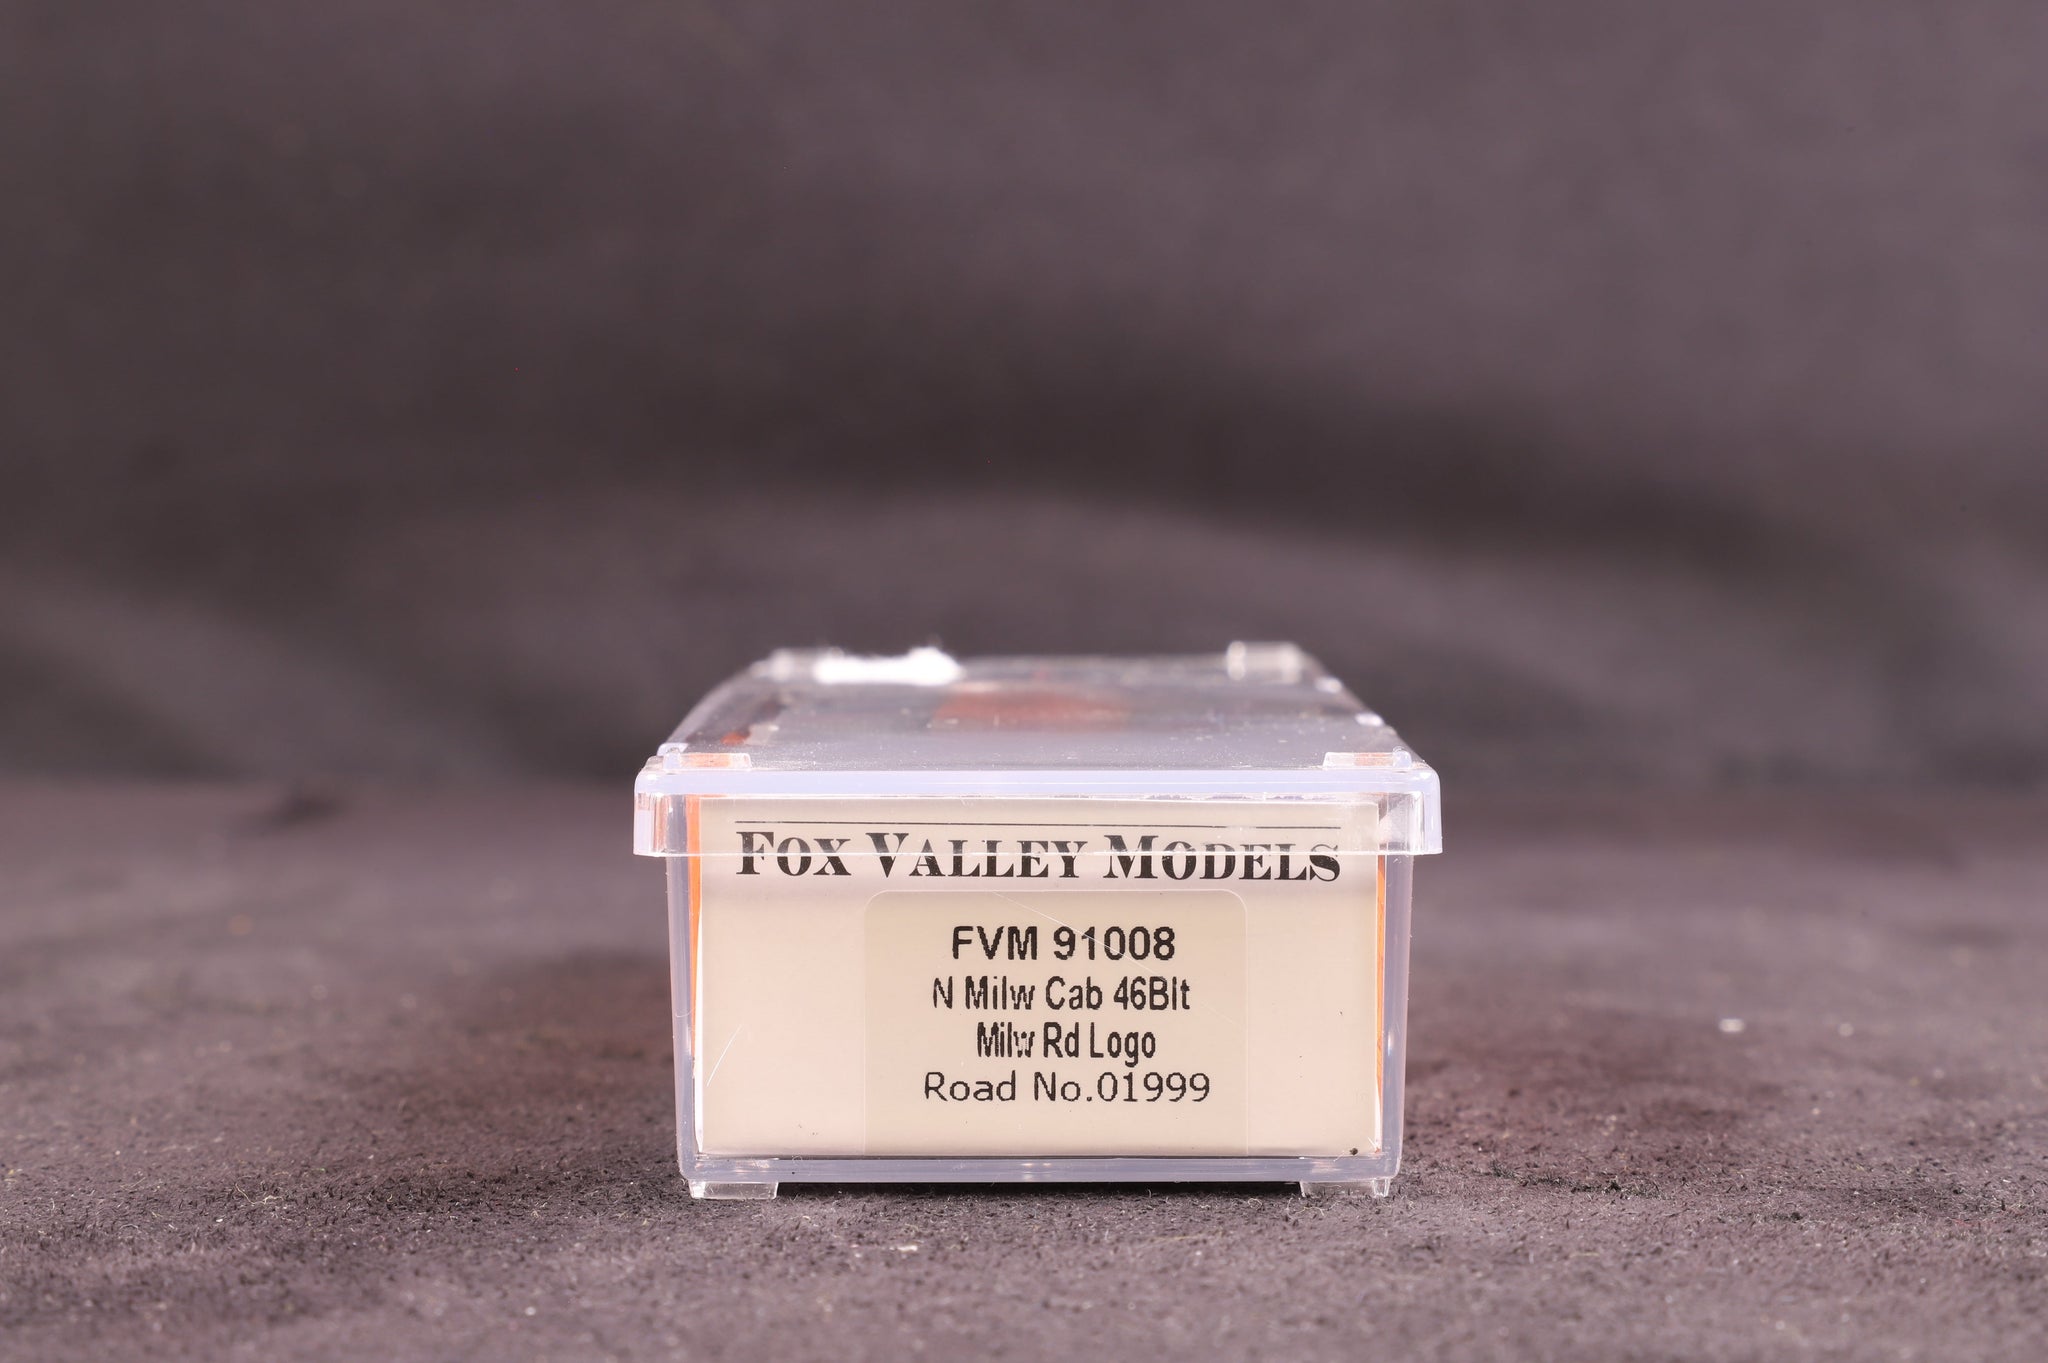 FOX VALLEY MODELS
FVM 91008
N Milw Cab 46Blt
Milw Rd Logo
Road No.01999